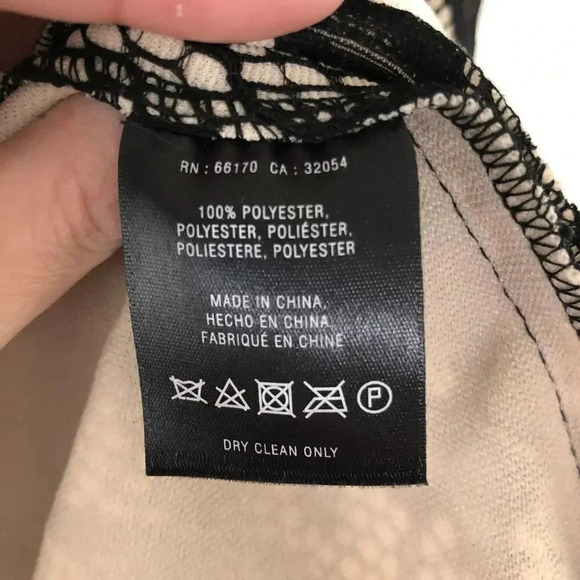 RN : 66170 CA : 32054
100% POLYESTER,
POLYESTER, POLIÉSTER,
POLIESTERE, POLYESTER
MADE IN CHINA,
HECHO EN CHINA
FABRIQUÉ EN CHINE
P
DRY CLEAN ONLY